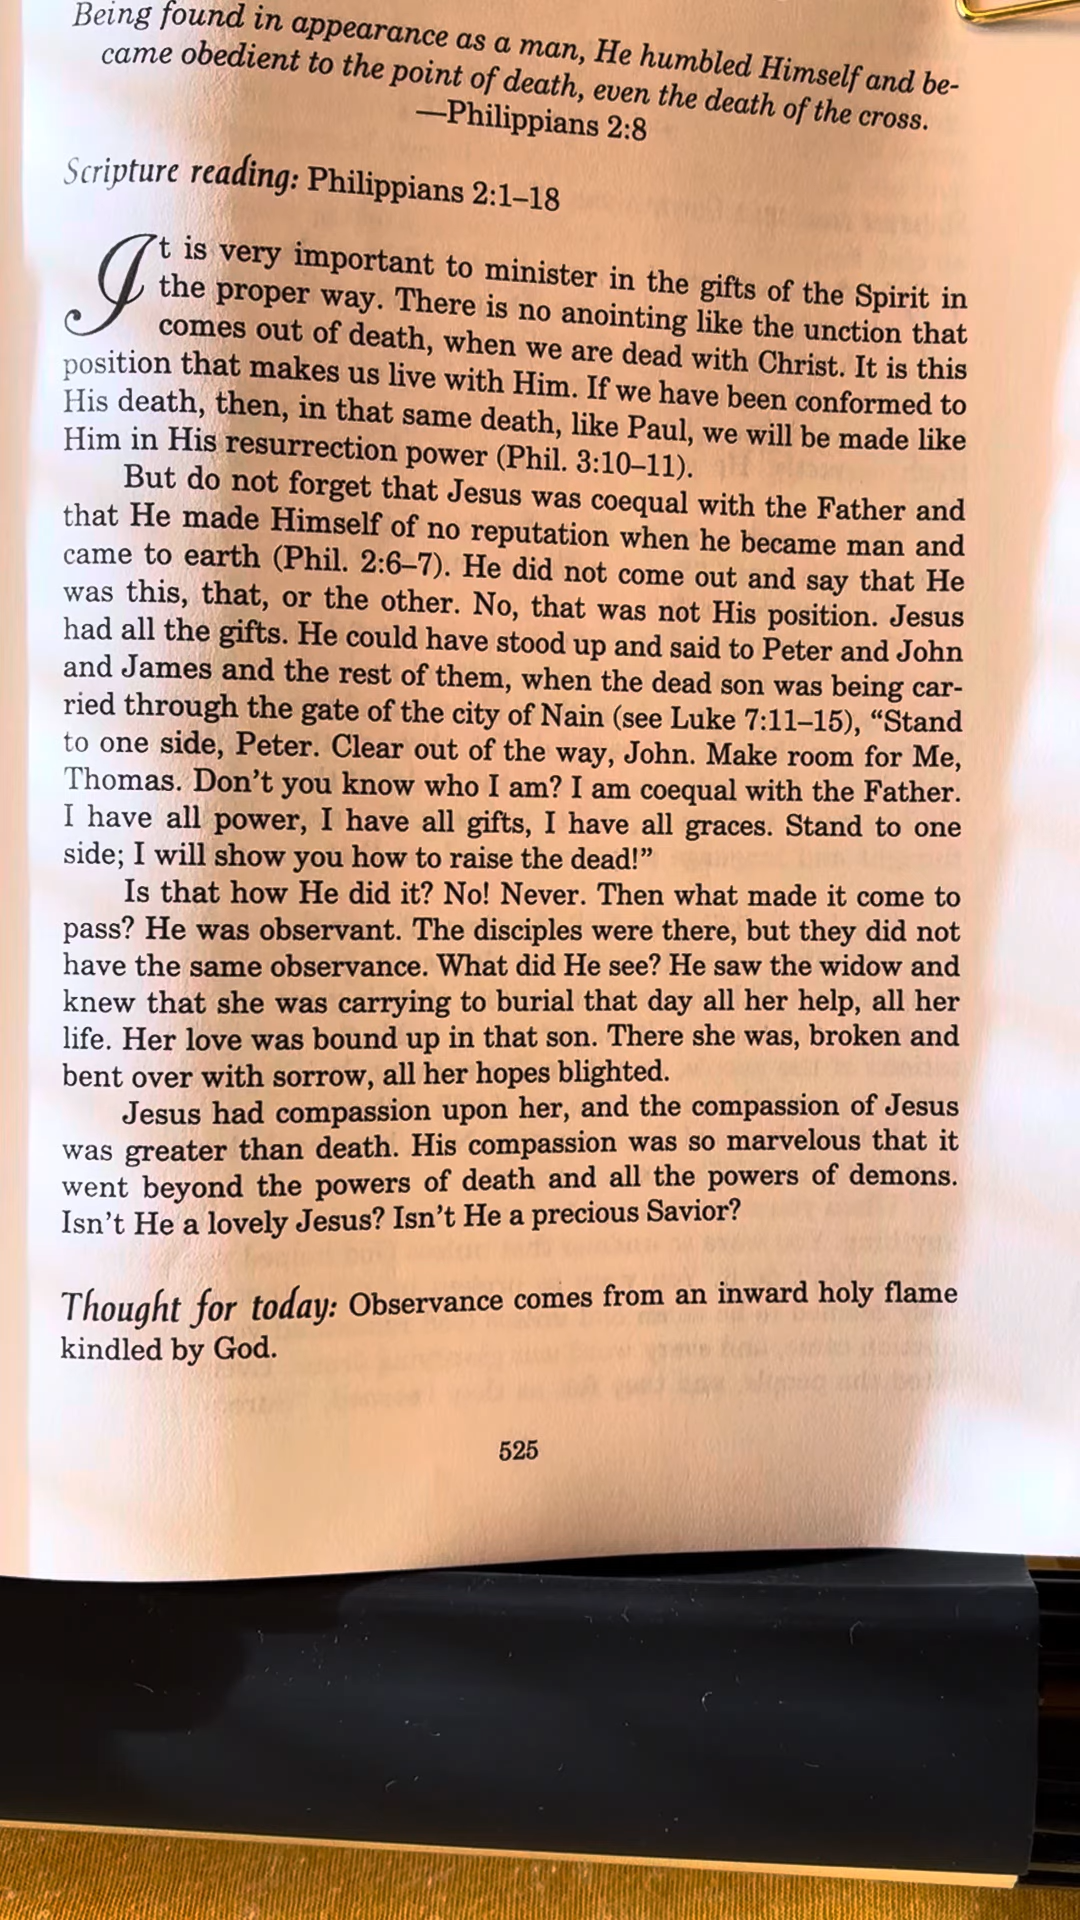 Being found in appearance as a man, He humbled Himself and be-
came obedient to the point of death, even the death of the cross.
—Philippians 2:8
Scripture reading: Philippians 2:1–18
It is very important to minister in the gifts of the Spirit in
the proper way. There is no anointing like the unction that
comes out of death, when we are dead with Christ. It is this
position that makes us live with Him. If we have been conformed to
His death, then, in that same death, like Paul, we will be made like
Him in His resurrection power (Phil. 3:10–11).
But do not forget that Jesus was coequal with the Father and
that He made Himself of no reputation when he became man and
came to earth (Phil. 2:6–7). He did not come out and say that He
was this, that, or the other. No, that was not His position. Jesus
had all the gifts. He could have stood up and said to Peter and John
and James and the rest of them, when the dead son was being car-
ried through the gate of the city of Nain (see Luke 7:11–15), “Stand
to one side, Peter. Clear out of the way, John. Make room for Me,
Thomas. Don’t you know who I am? I am coequal with the Father.
I have all power, I have all gifts, I have all graces. Stand to one
side; I will show you how to raise the dead!”
Is that how He did it? No! Never. Then what made it come to
pass? He was observant. The disciples were there, but they did not
have the same observance. What did He see? He saw the widow and
knew that she was carrying to burial that day all her help, all her
life. Her love was bound up in that son. There she was, broken and
bent over with sorrow, all her hopes blighted.
Jesus had compassion upon her, and the compassion of Jesus
was greater than death. His compassion was so marvelous that it
went beyond the powers of death and all the powers of demons.
Isn’t He a lovely Jesus? Isn’t He a precious Savior?
Thought for today: Observance comes from an inward holy flame
kindled by God.
525